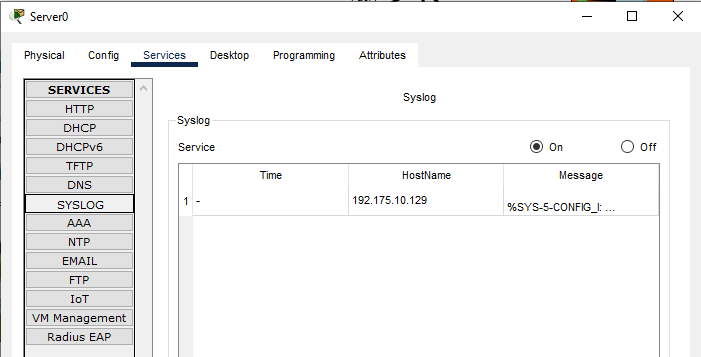 Server0
Physical Config Services Desktop Programming Attributes
SERVICES
HTTP
DHCP
DHCPv6
TFTP
DNS
SYSLOG
AAA
NTP
EMAIL
FTP
IoT
VM Management
Radius EAP
Syslog
Syslog
Service On Off
Time HostName Message
1 - 192.175.10.129 %SYS-5-CONFIG_I: ...